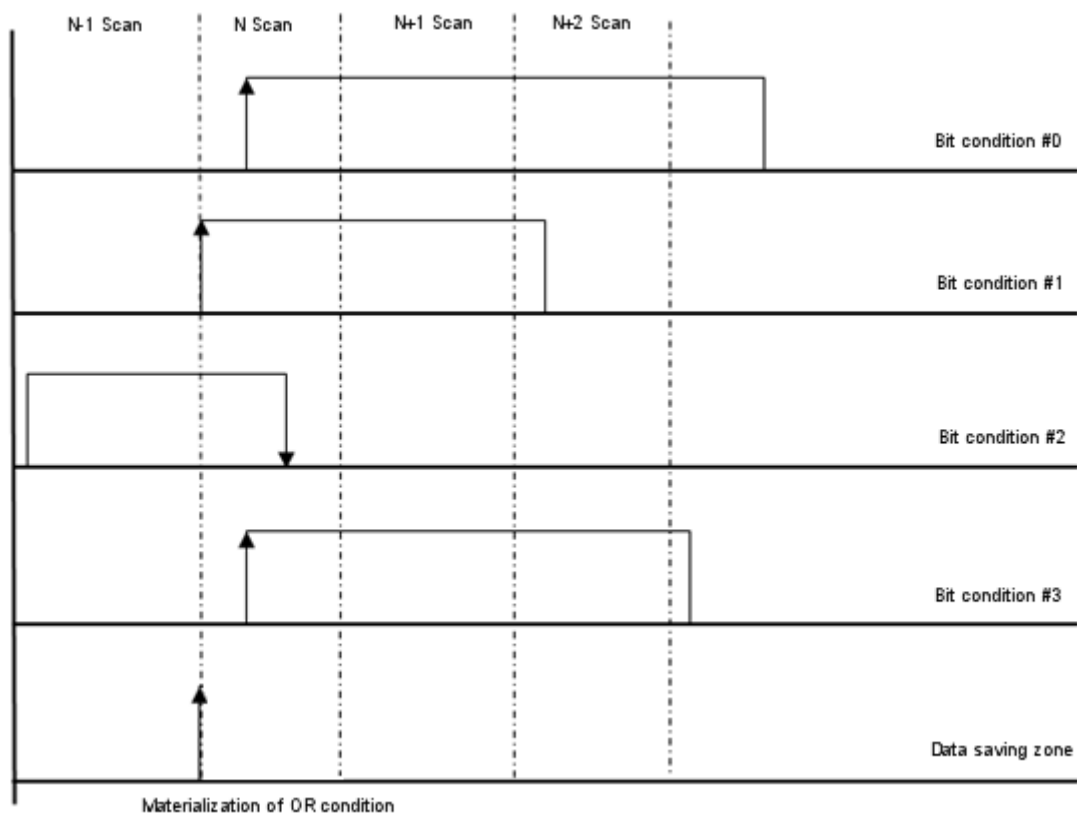 N-1 Scan
N Scan
N+1 Scan
N+2 Scan
Bit condition #0
Bit condition #1
Bit condition #2
Bit condition #3
Data saving zone
Materialization of OR condition